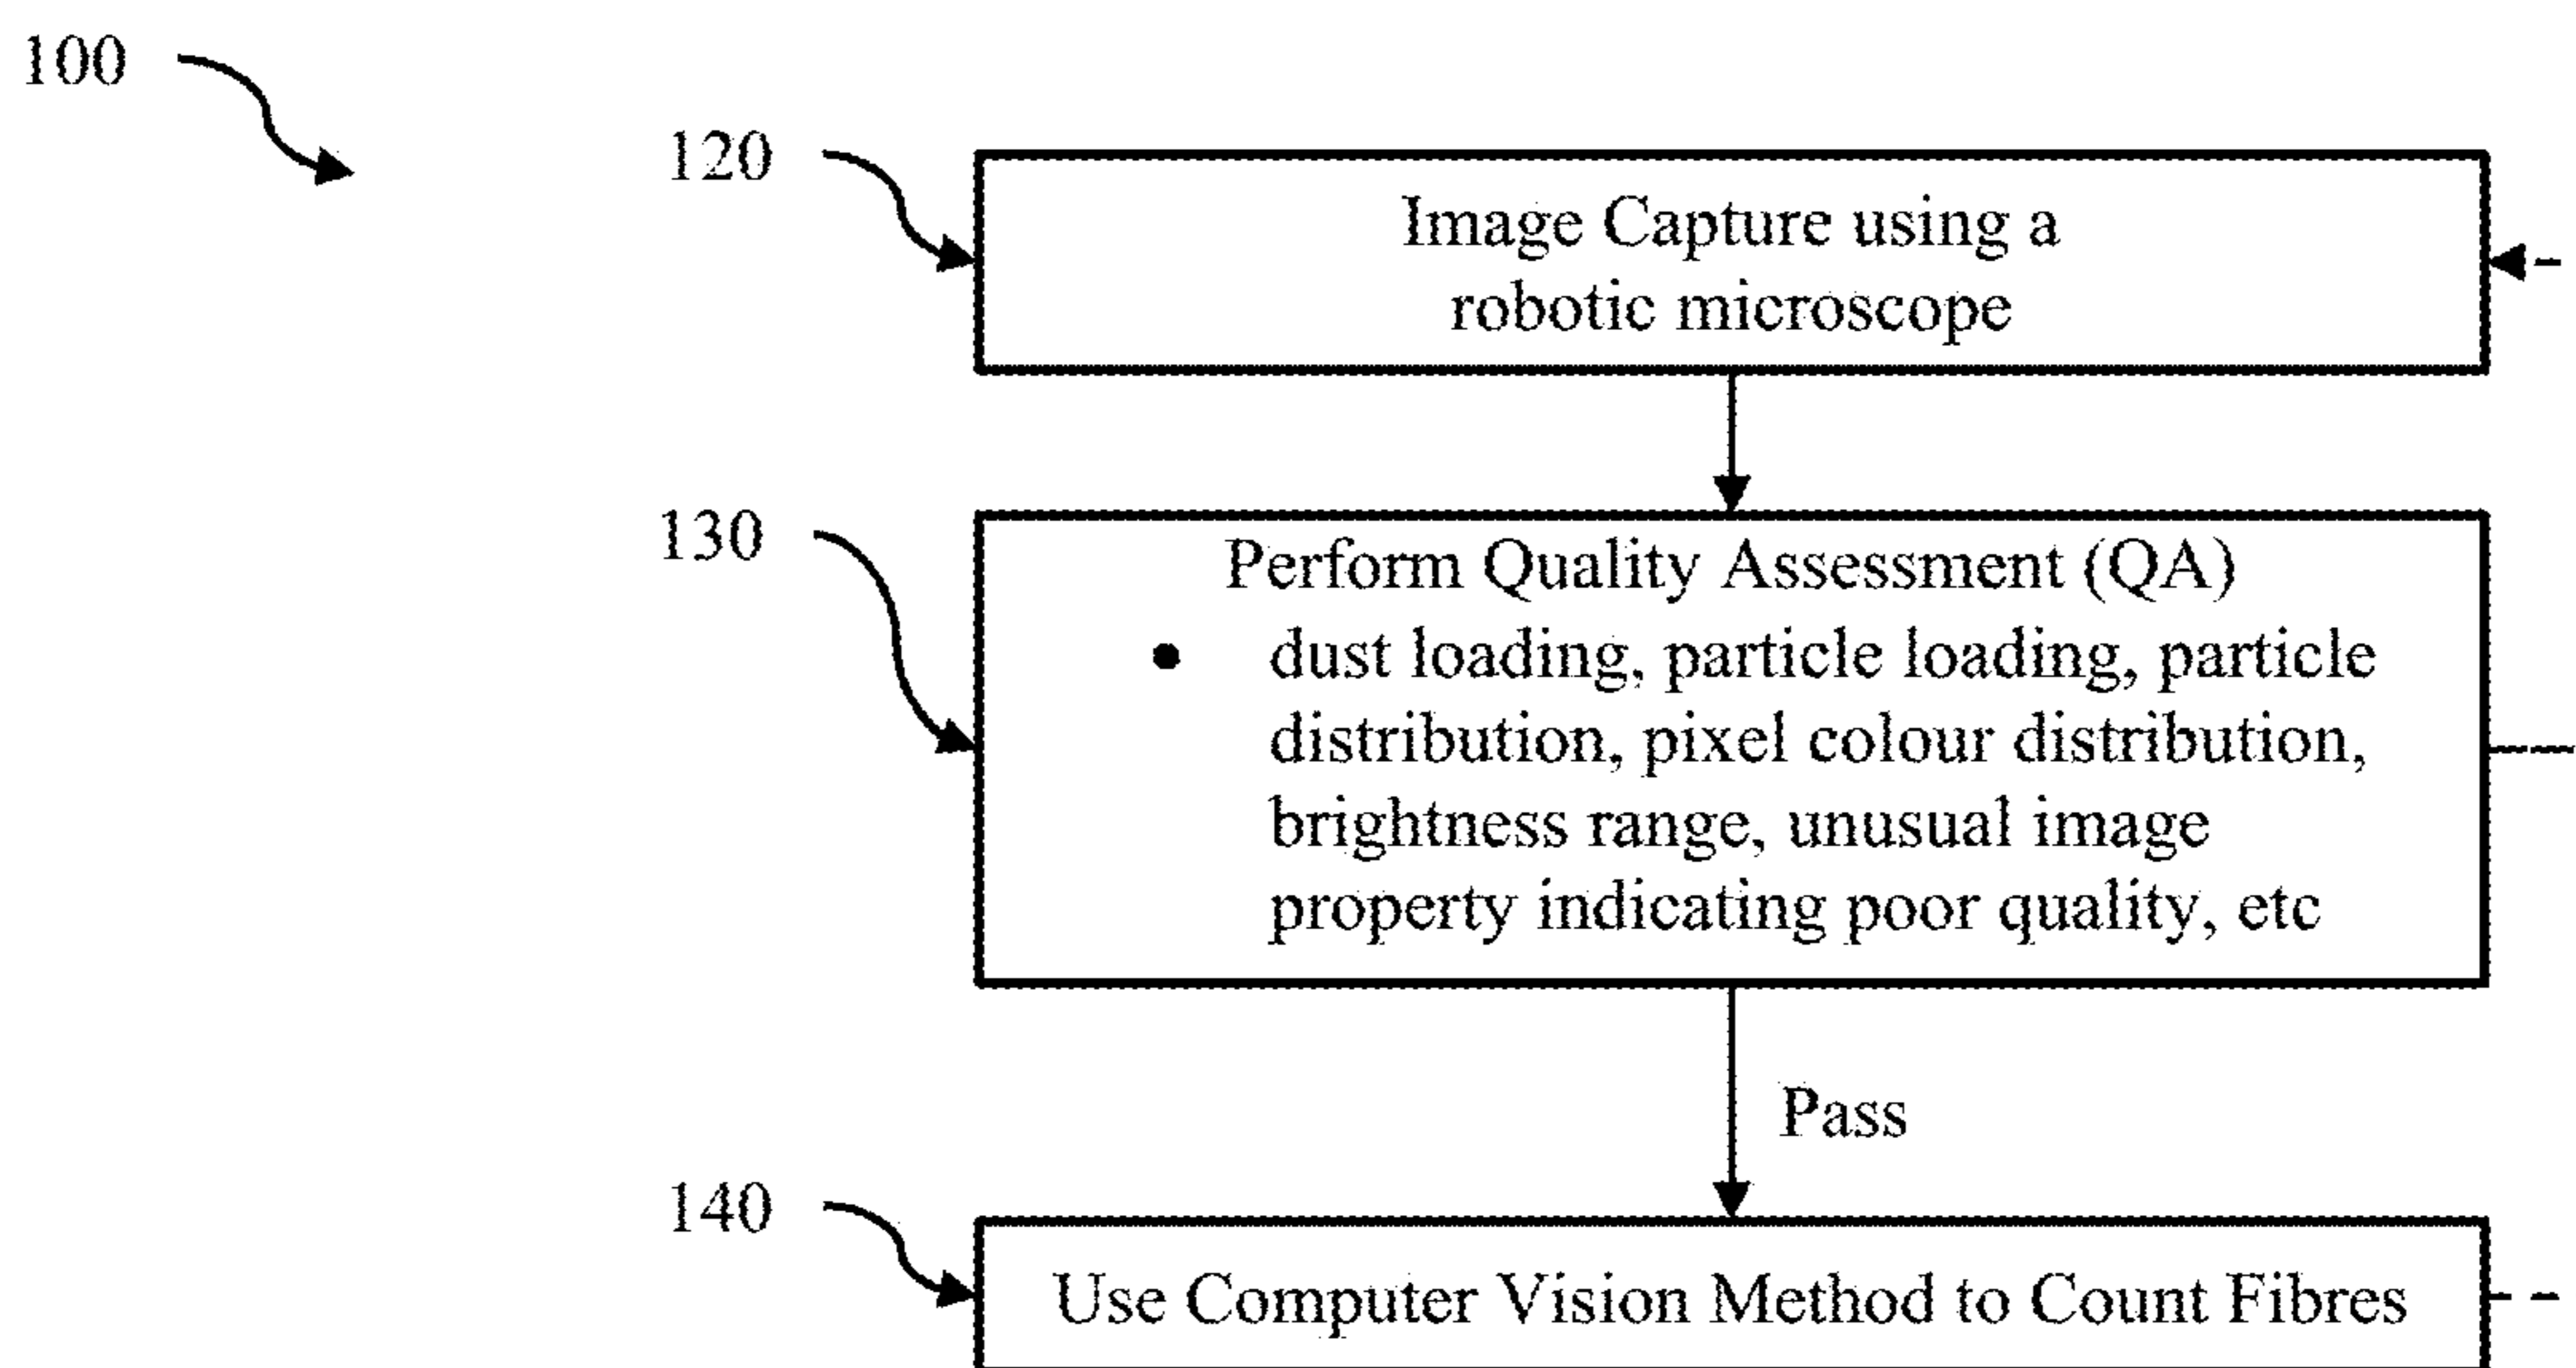 100
120
Image Capture using a
robotic microscope
130
Perform Quality Assessment (QA)
• dust loading, particle loading, particle
distribution, pixel colour distribution,
brightness range, unusual image
property indicating poor quality, etc
Pass
140
Use Computer Vision Method to Count Fibres